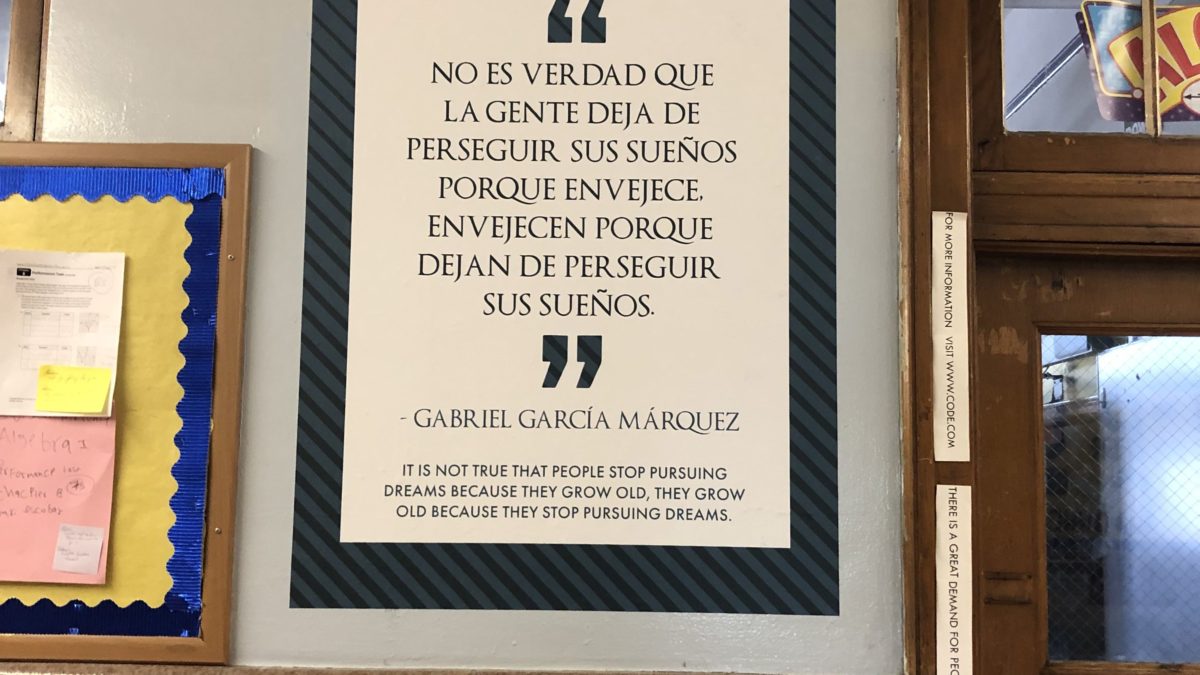 NO ES VERDAD QUE
LA GENTE DEJA DE
PERSEGUIR SUS SUEÑOS
PORQUE ENVEJECE,
ENVEJECEN PORQUE
DEJAN DE PERSEGUIR
SUS SUEÑOS.
- GABRIEL GARCÍA MÁRQUEZ
IT IS NOT TRUE THAT PEOPLE STOP PURSUING
DREAMS BECAUSE THEY GROW OLD, THEY GROW
OLD BECAUSE THEY STOP PURSUING DREAMS.
Performance Task
Algebra 1
FOR MORE INFORMATION VISIT WWW.CODE.COM
THERE IS A GREAT DEMAND FOR